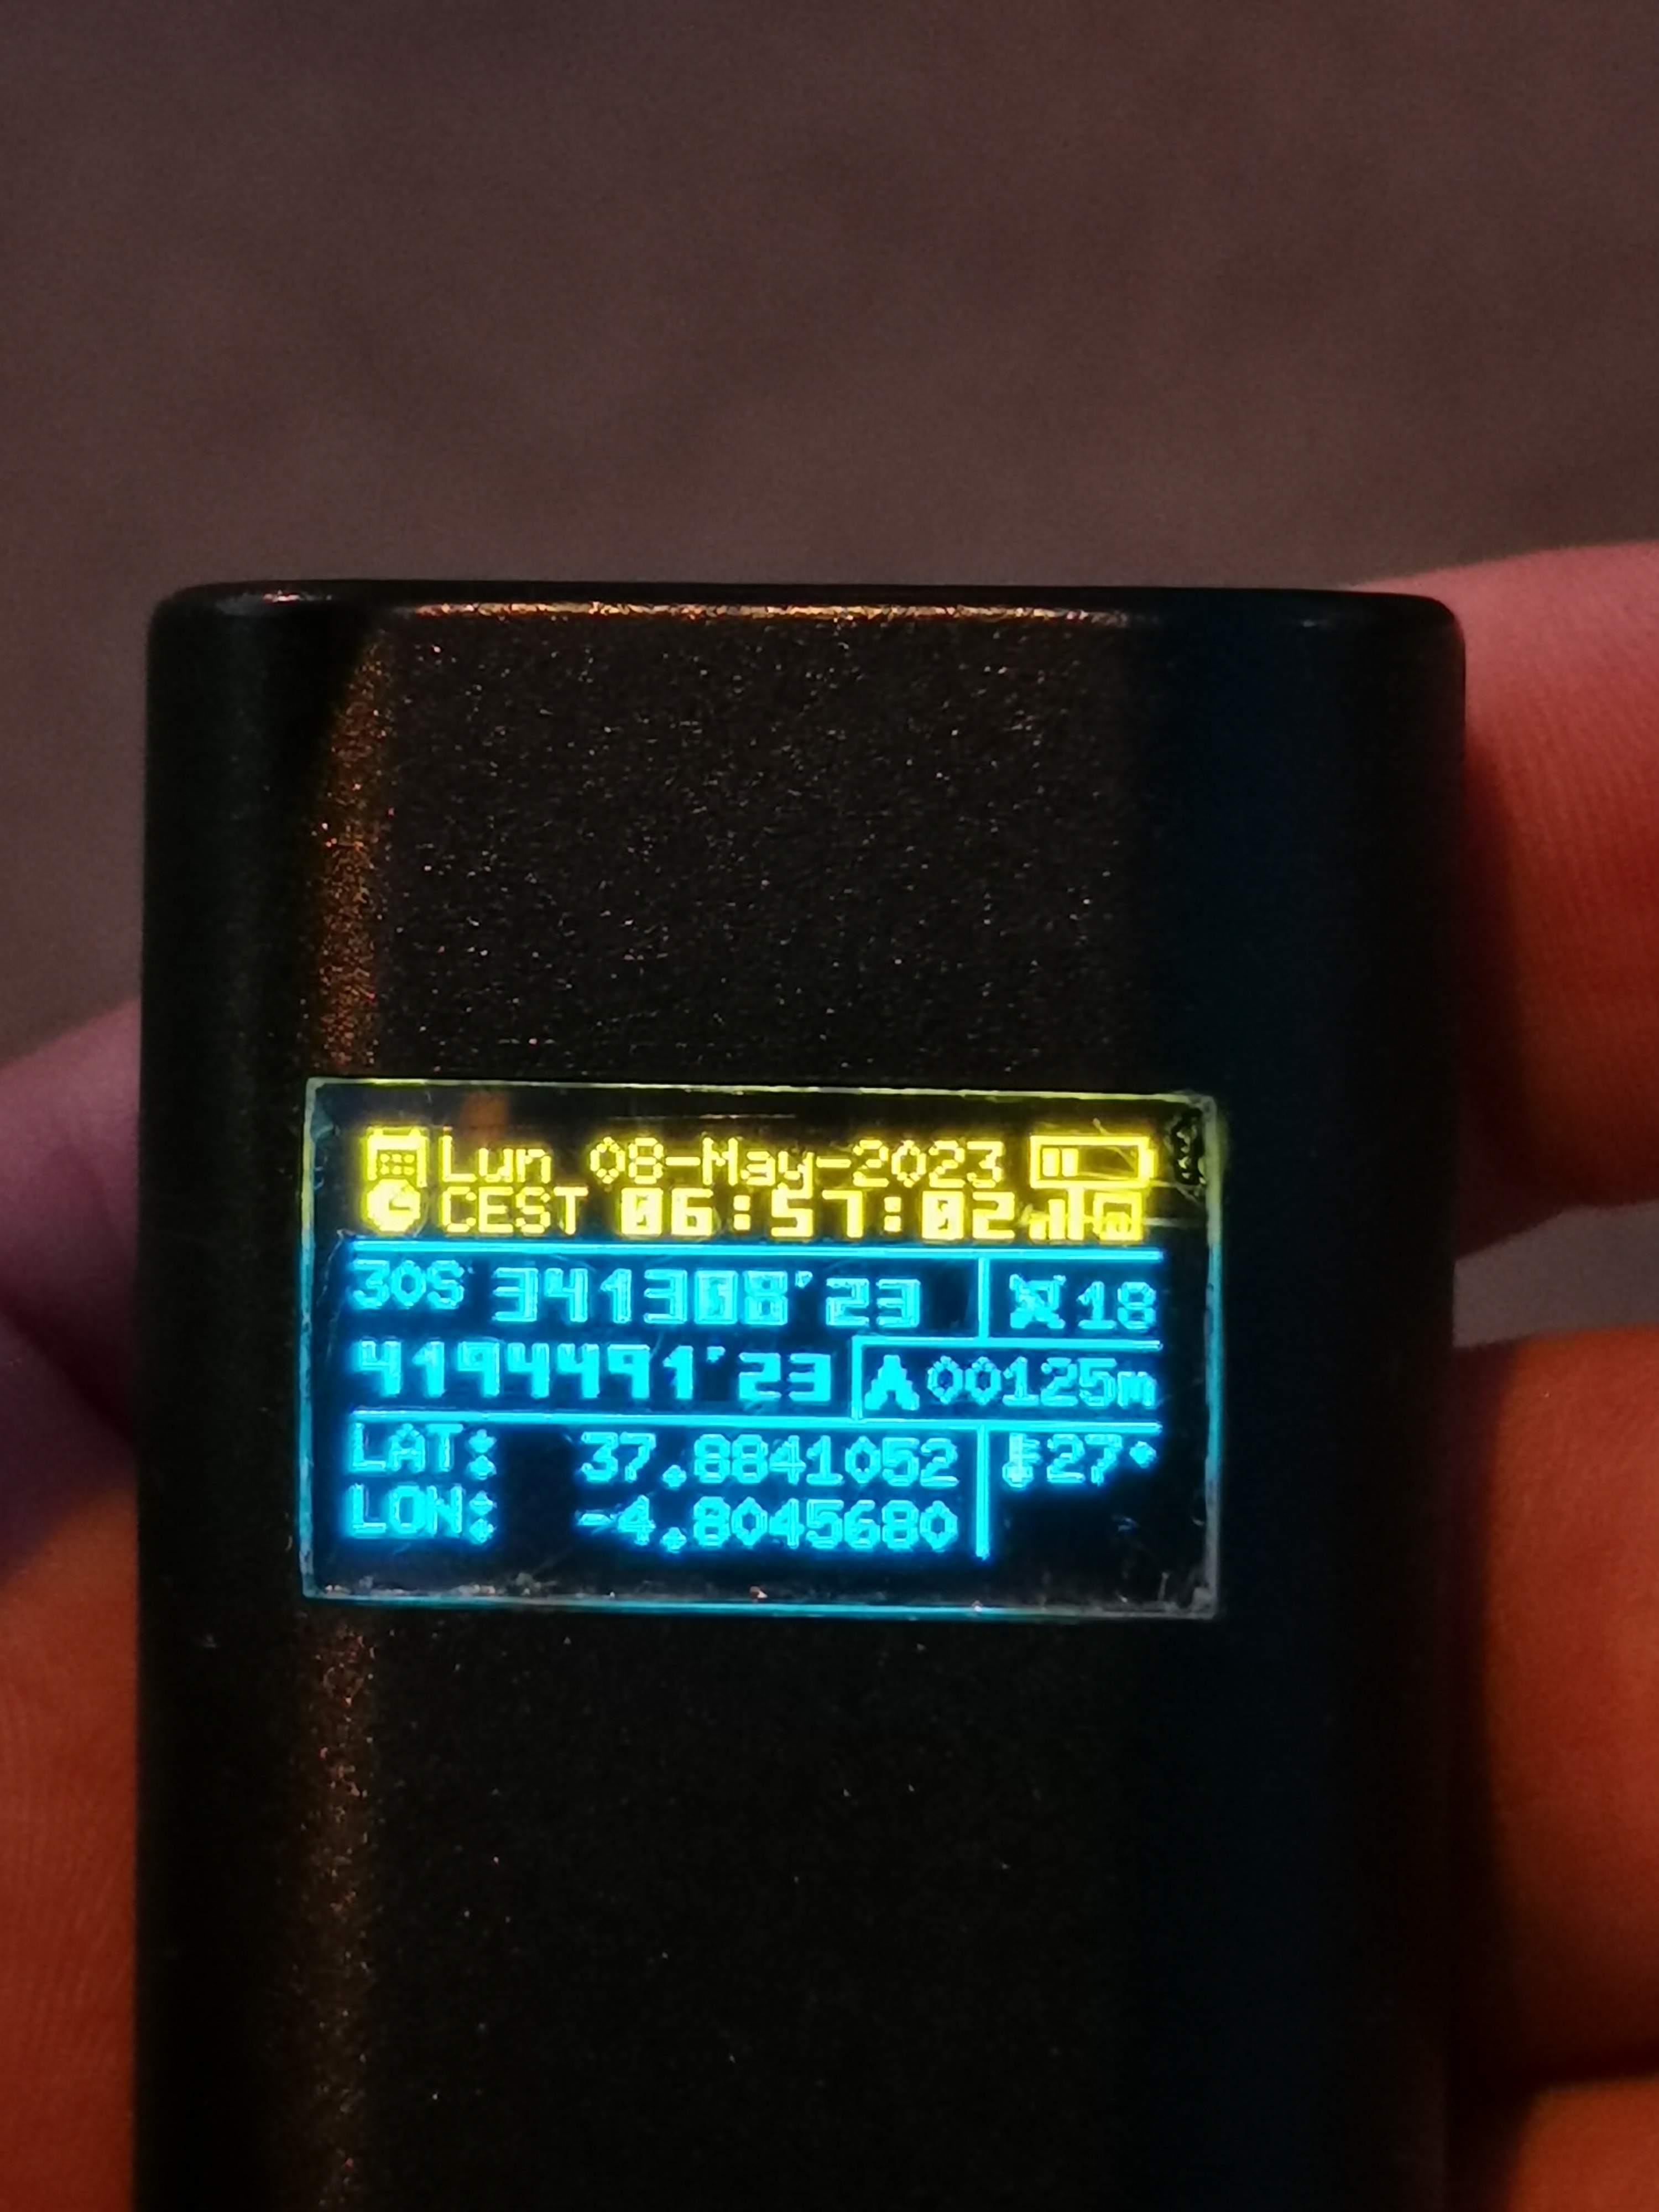 Lun 08-May-2023
CEST 06:57:02
30S 341308'23 18
4194491'23 A 00125m
LAT: 37.8841052 27°
LON: -4.8045680